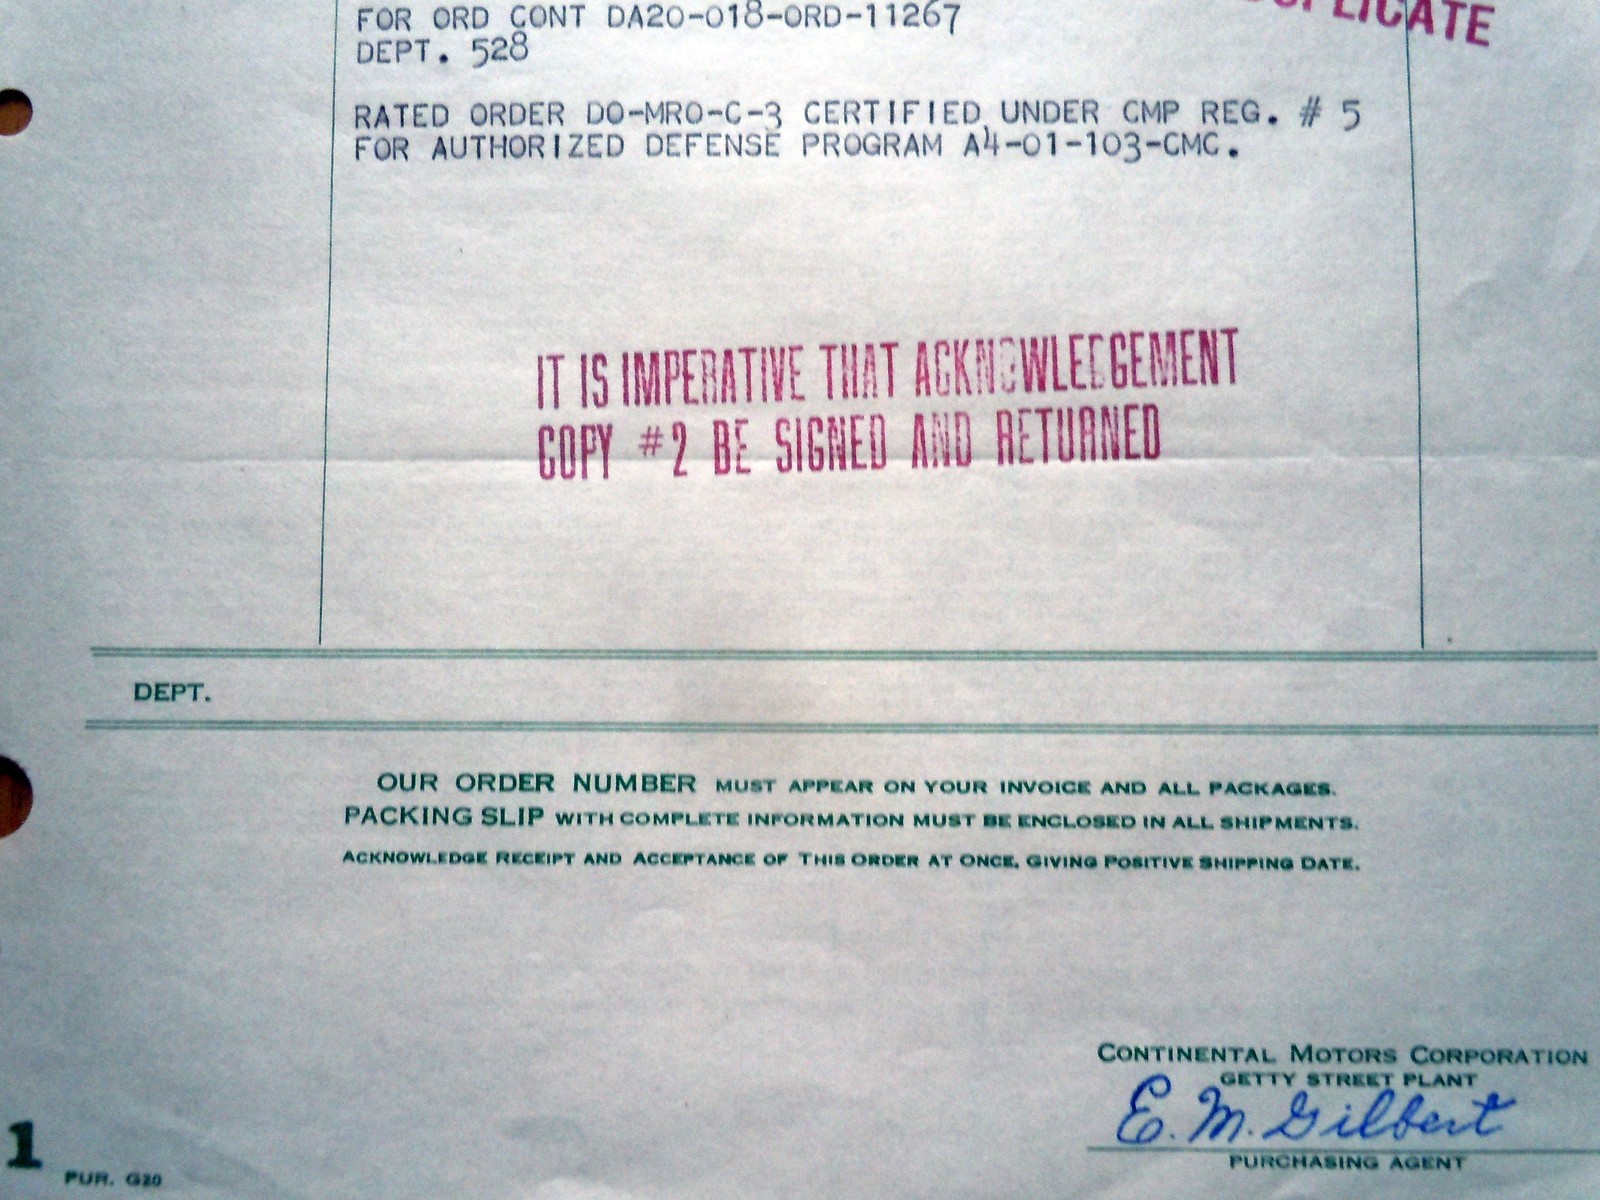 FOR ORD CONT DA20-018-ORD-11267
DUPLICATE
DEPT. 528
RATED ORDER DO-MRO-C-3 CERTIFIED UNDER CMP REG. # 5
FOR AUTHORIZED DEFENSE PROGRAM A4-01-103-CMC.
IT IS IMPERATIVE THAT ACKNOWLEDGEMENT
COPY #2 BE SIGNED AND RETURNED
DEPT.
OUR ORDER NUMBER MUST APPEAR ON YOUR INVOICE AND ALL PACKAGES.
PACKING SLIP WITH COMPLETE INFORMATION MUST BE ENCLOSED IN ALL SHIPMENTS.
ACKNOWLEDGE RECEIPT AND ACCEPTANCE OF THIS ORDER AT ONCE, GIVING POSITIVE SHIPPING DATE.
CONTINENTAL MOTORS CORPORATION
GETTY STREET PLANT
E. M. Gilbert
PURCHASING AGENT
1
PUR. G20